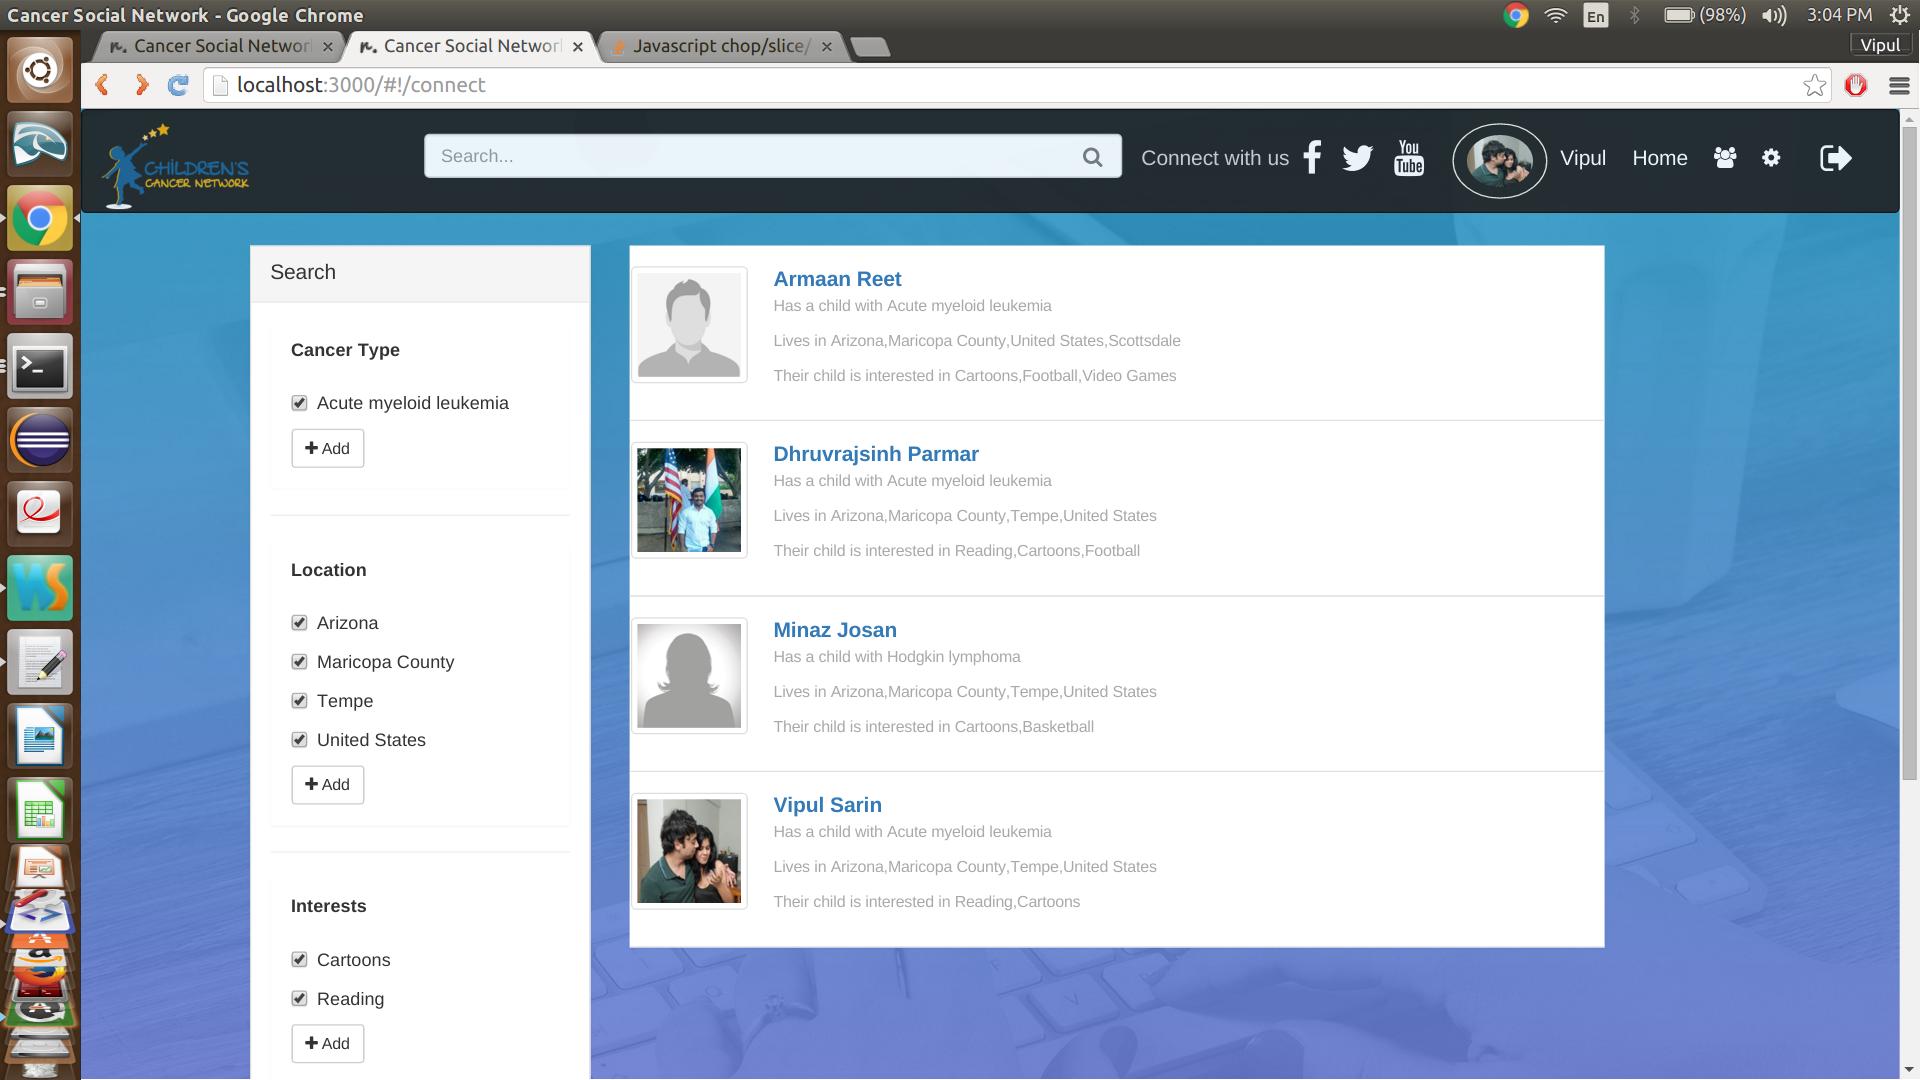 Cancer Social Network - Google Chrome
En
(98%)
3:04 PM
Cancer Social Networ
Cancer Social Networ
Javascript chop/slice/
Vipul
localhost:3000/#!/connect
CHILDREN'S
CANCER NETWORK
Search...
Connect with us
You
Tube
Vipul
Home
Search
Cancer Type
Acute myeloid leukemia
Add
Location
Arizona
Maricopa County
Tempe
United States
Add
Interests
Cartoons
Reading
Add
Armaan Reet
Has a child with Acute myeloid leukemia
Lives in Arizona,Maricopa County,United States,Scottsdale
Their child is interested in Cartoons,Football,Video Games
Dhruvrajsinh Parmar
Has a child with Acute myeloid leukemia
Lives in Arizona,Maricopa County,Tempe,United States
Their child is interested in Reading,Cartoons,Football
Minaz Josan
Has a child with Hodgkin lymphoma
Lives in Arizona,Maricopa County,Tempe,United States
Their child is interested in Cartoons,Basketball
Vipul Sarin
Has a child with Acute myeloid leukemia
Lives in Arizona,Maricopa County,Tempe,United States
Their child is interested in Reading,Cartoons
WS